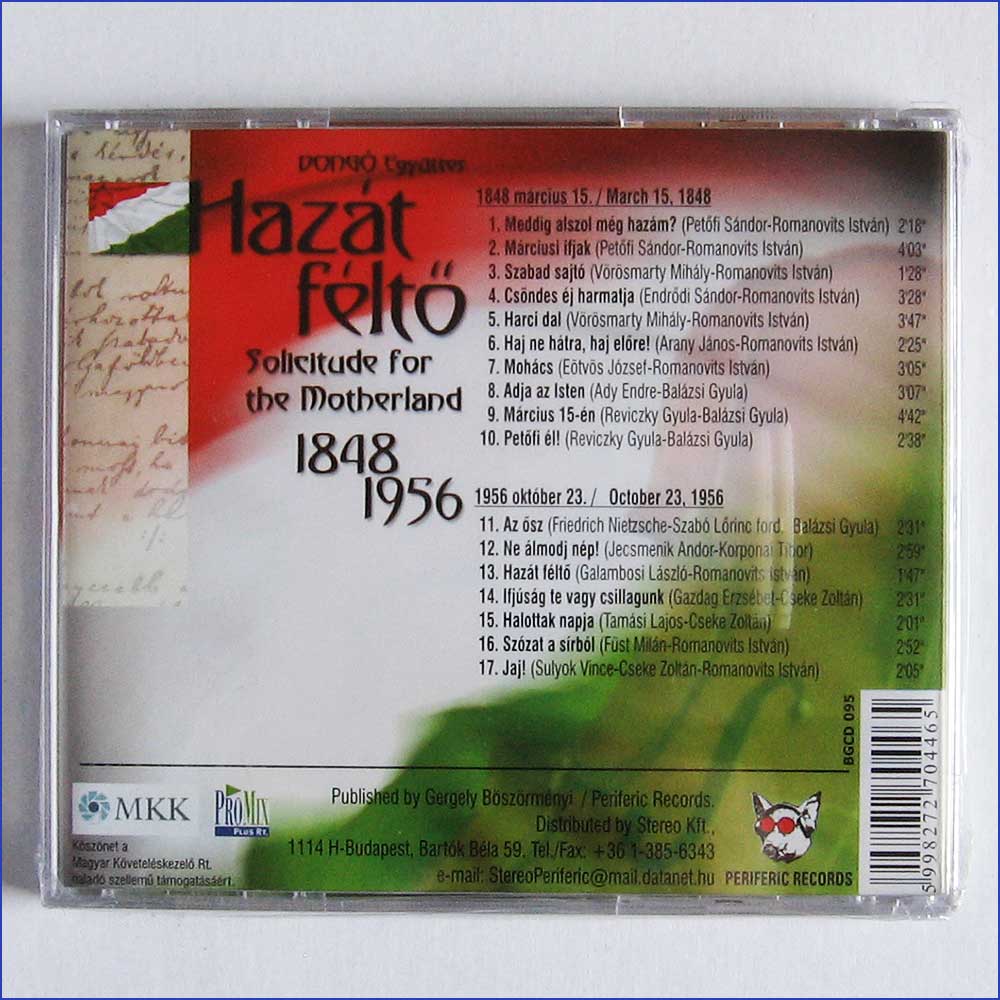 DONGÓ Együttes
Hazát
féltő
Solicitude for
the Motherland
1848
1956
1848 március 15. / March 15, 1848
1. Meddig alszol még hazám? (Petőfi Sándor-Romanovits István) 2'18"
2. Márciusi ifjak (Petőfi Sándor-Romanovits István) 4'03"
3. Szabad sajtó (Vörösmarty Mihály-Romanovits István) 1'28"
4. Csöndes éj harmatja (Endrődi Sándor-Romanovits István) 3'28"
5. Harci dal (Vörösmarty Mihály-Romanovits István) 3'47"
6. Haj ne hátra, haj előre! (Arany János-Romanovits István) 2'25"
7. Mohács (Eötvös József-Romanovits István) 3'05"
8. Adja az Isten (Ady Endre-Balázsi Gyula) 3'07"
9. Március 15-én (Reviczky Gyula-Balázsi Gyula) 4'42"
10. Petőfi él! (Reviczky Gyula-Balázsi Gyula) 2'38"
1956 október 23. / October 23, 1956
11. Az ősz (Friedrich Nietzsche-Szabó Lőrinc ford. Balázsi Gyula) 2'31"
12. Ne álmodj nép! (Jecsmenik Andor-Korponai Tibor) 2'59"
13. Hazát féltő (Galambosi László-Romanovits István) 1'47"
14. Ifjúság te vagy csillagunk (Gazdag Erzsébet-Cseke Zoltán) 2'31"
15. Halottak napja (Tamási Lajos-Cseke Zoltán) 2'01"
16. Szózat a sírból (Füst Milán-Romanovits István) 2'52"
17. Jaj! (Sulyok Vince-Cseke Zoltán-Romanovits István) 2'05"
BGCD 095
5998272704465
MKK
PROMIX
PLUS RT.
Köszönet a
Magyar Követeléskezelő Rt.
haladó szellemű támogatásáért.
Published by Gergely Böszörményi / Periferic Records.
Distributed by Stereo Kft.,
1114 H-Budapest, Bartók Béla 59. Tel./Fax: +36 1-385-6343
e-mail: StereoPeriferic@mail.datanet.hu
PERIFERIC RECORDS